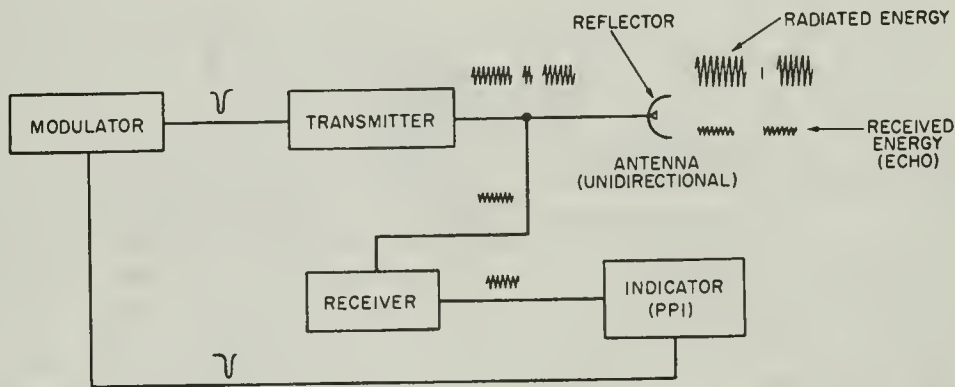 REFLECTOR
RADIATED ENERGY
MODULATOR
TRANSMITTER
RECEIVED
ENERGY
(ECHO)
ANTENNA
(UNIDIRECTIONAL)
RECEIVER
INDICATOR
(PPI)